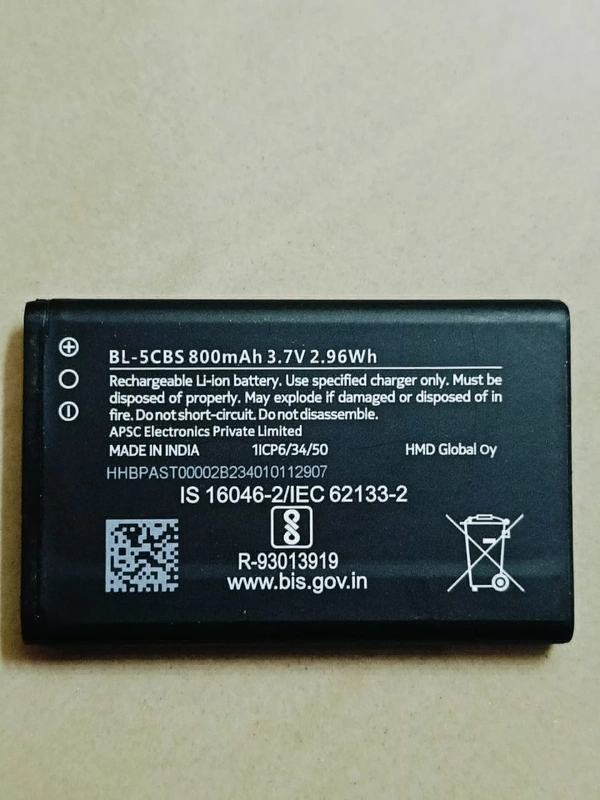 BL-5CBS 800mAh 3.7V 2.96Wh
Rechargeable Li-ion battery. Use specified charger only. Must be
disposed of properly. May explode if damaged or disposed of in
fire. Do not short-circuit. Do not disassemble.
APSC Electronics Private Limited
MADE IN INDIA 1ICP6/34/50 HMD Global Oy
HHBPAST00002B234010112907
IS 16046-2/IEC 62133-2
R-93013919
www.bis.gov.in